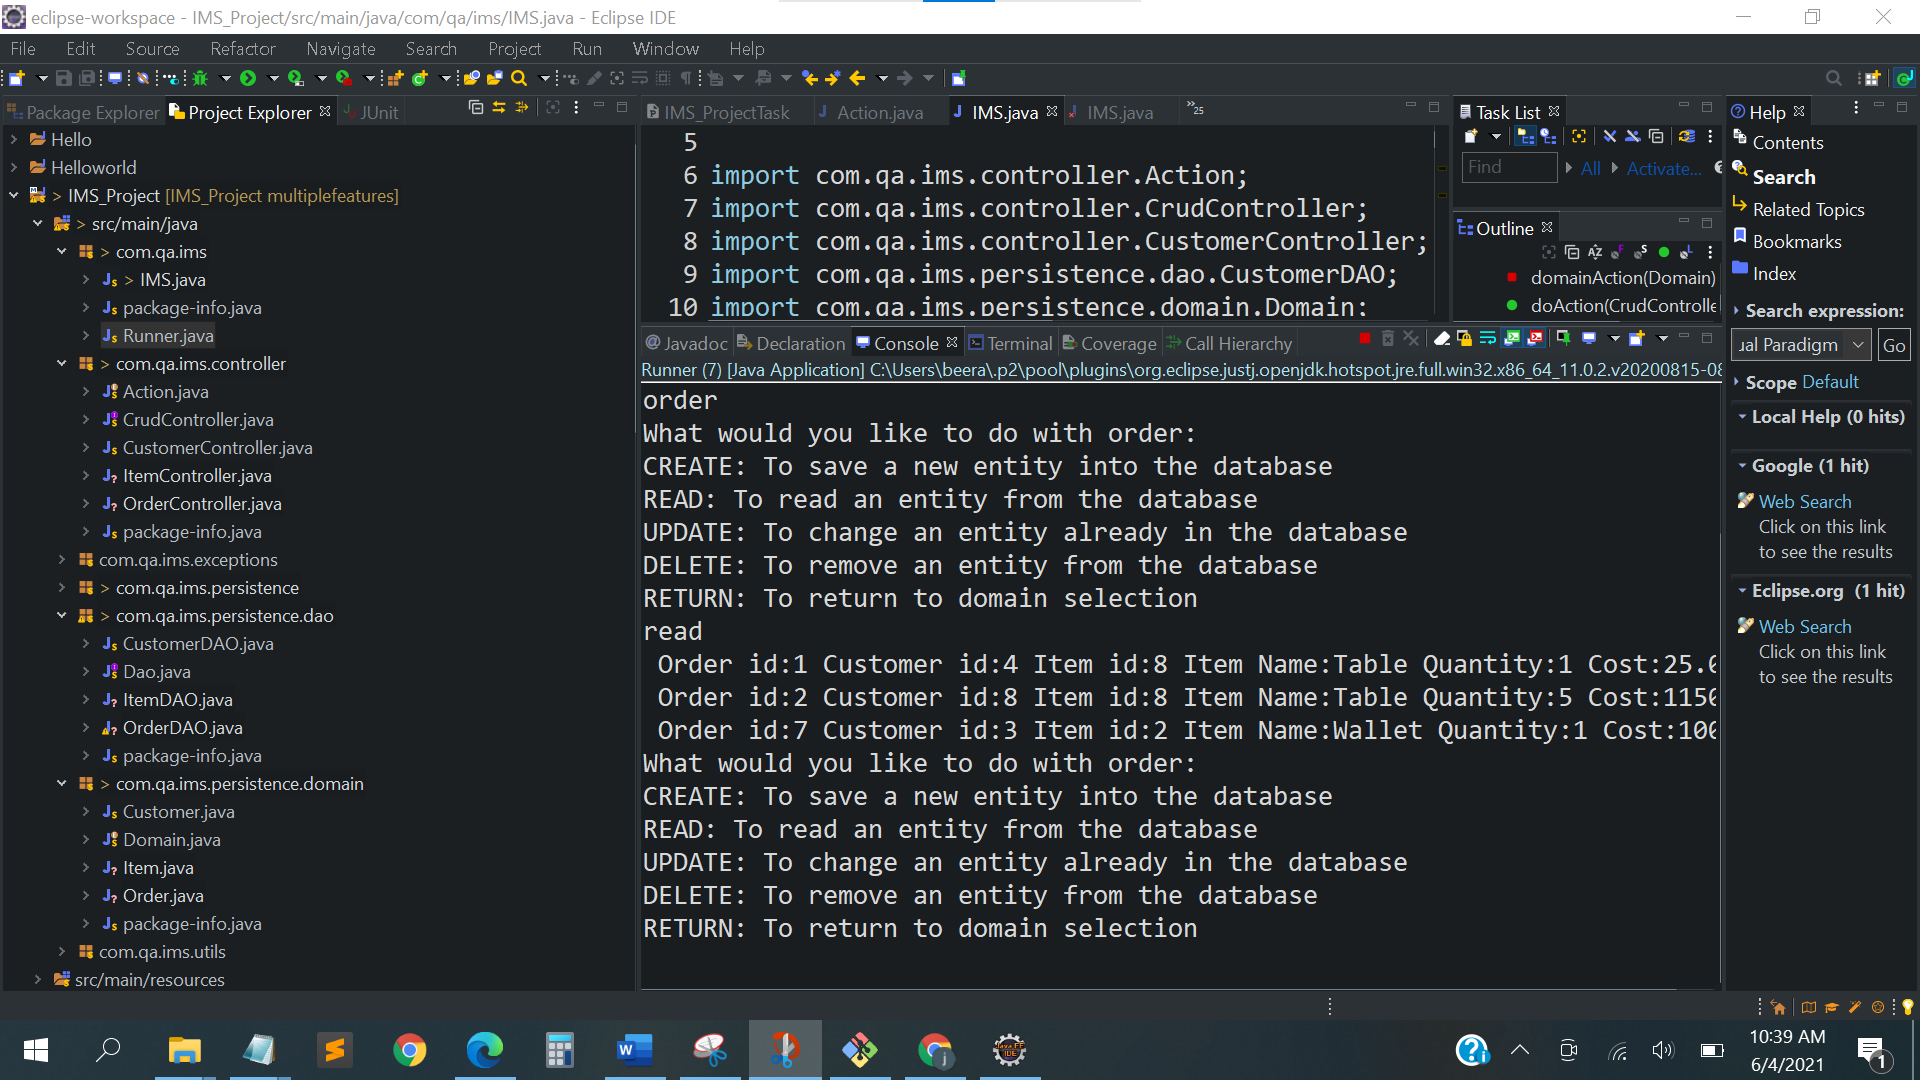 eclipse-workspace - IMS_Project/src/main/java/com/qa/ims/IMS.java - Eclipse IDE
File Edit Source Refactor Navigate Search Project Run Window Help
Package Explorer Project Explorer JUnit
Hello
Helloworld
> IMS_Project [IMS_Project multiplefeatures]
> src/main/java
> com.qa.ims
> IMS.java
package-info.java
Runner.java
> com.qa.ims.controller
Action.java
CrudController.java
CustomerController.java
ItemController.java
OrderController.java
package-info.java
com.qa.ims.exceptions
> com.qa.ims.persistence
> com.qa.ims.persistence.dao
CustomerDAO.java
Dao.java
ItemDAO.java
OrderDAO.java
package-info.java
> com.qa.ims.persistence.domain
Customer.java
Domain.java
Item.java
Order.java
package-info.java
com.qa.ims.utils
src/main/resources
IMS_ProjectTask Action.java IMS.java IMS.java »25
5
6 import com.qa.ims.controller.Action;
7 import com.qa.ims.controller.CrudController;
8 import com.qa.ims.controller.CustomerController;
9 import com.qa.ims.persistence.dao.CustomerDAO;
10 import com.qa.ims.persistence.domain.Domain;
@ Javadoc Declaration Console Terminal Coverage Call Hierarchy
Runner (7) [Java Application] C:\Users\beera\.p2\pool\plugins\org.eclipse.justj.openjdk.hotspot.jre.full.win32.x86_64_11.0.2.v20200815-08
order
What would you like to do with order:
CREATE: To save a new entity into the database
READ: To read an entity from the database
UPDATE: To change an entity already in the database
DELETE: To remove an entity from the database
RETURN: To return to domain selection
read
Order id:1 Customer id:4 Item id:8 Item Name:Table Quantity:1 Cost:25.0
Order id:2 Customer id:8 Item id:8 Item Name:Table Quantity:5 Cost:1150
Order id:7 Customer id:3 Item id:2 Item Name:Wallet Quantity:1 Cost:100
What would you like to do with order:
CREATE: To save a new entity into the database
READ: To read an entity from the database
UPDATE: To change an entity already in the database
DELETE: To remove an entity from the database
RETURN: To return to domain selection
Task List
Find All Activate...
Outline
domainAction(Domain)
doAction(CrudControlle
Help
Contents
Search
Related Topics
Bookmarks
Index
Search expression:
ual Paradigm Go
Scope Default
Local Help (0 hits)
Google (1 hit)
Web Search
Click on this link
to see the results
Eclipse.org (1 hit)
Web Search
Click on this link
to see the results
10:39 AM
6/4/2021
1